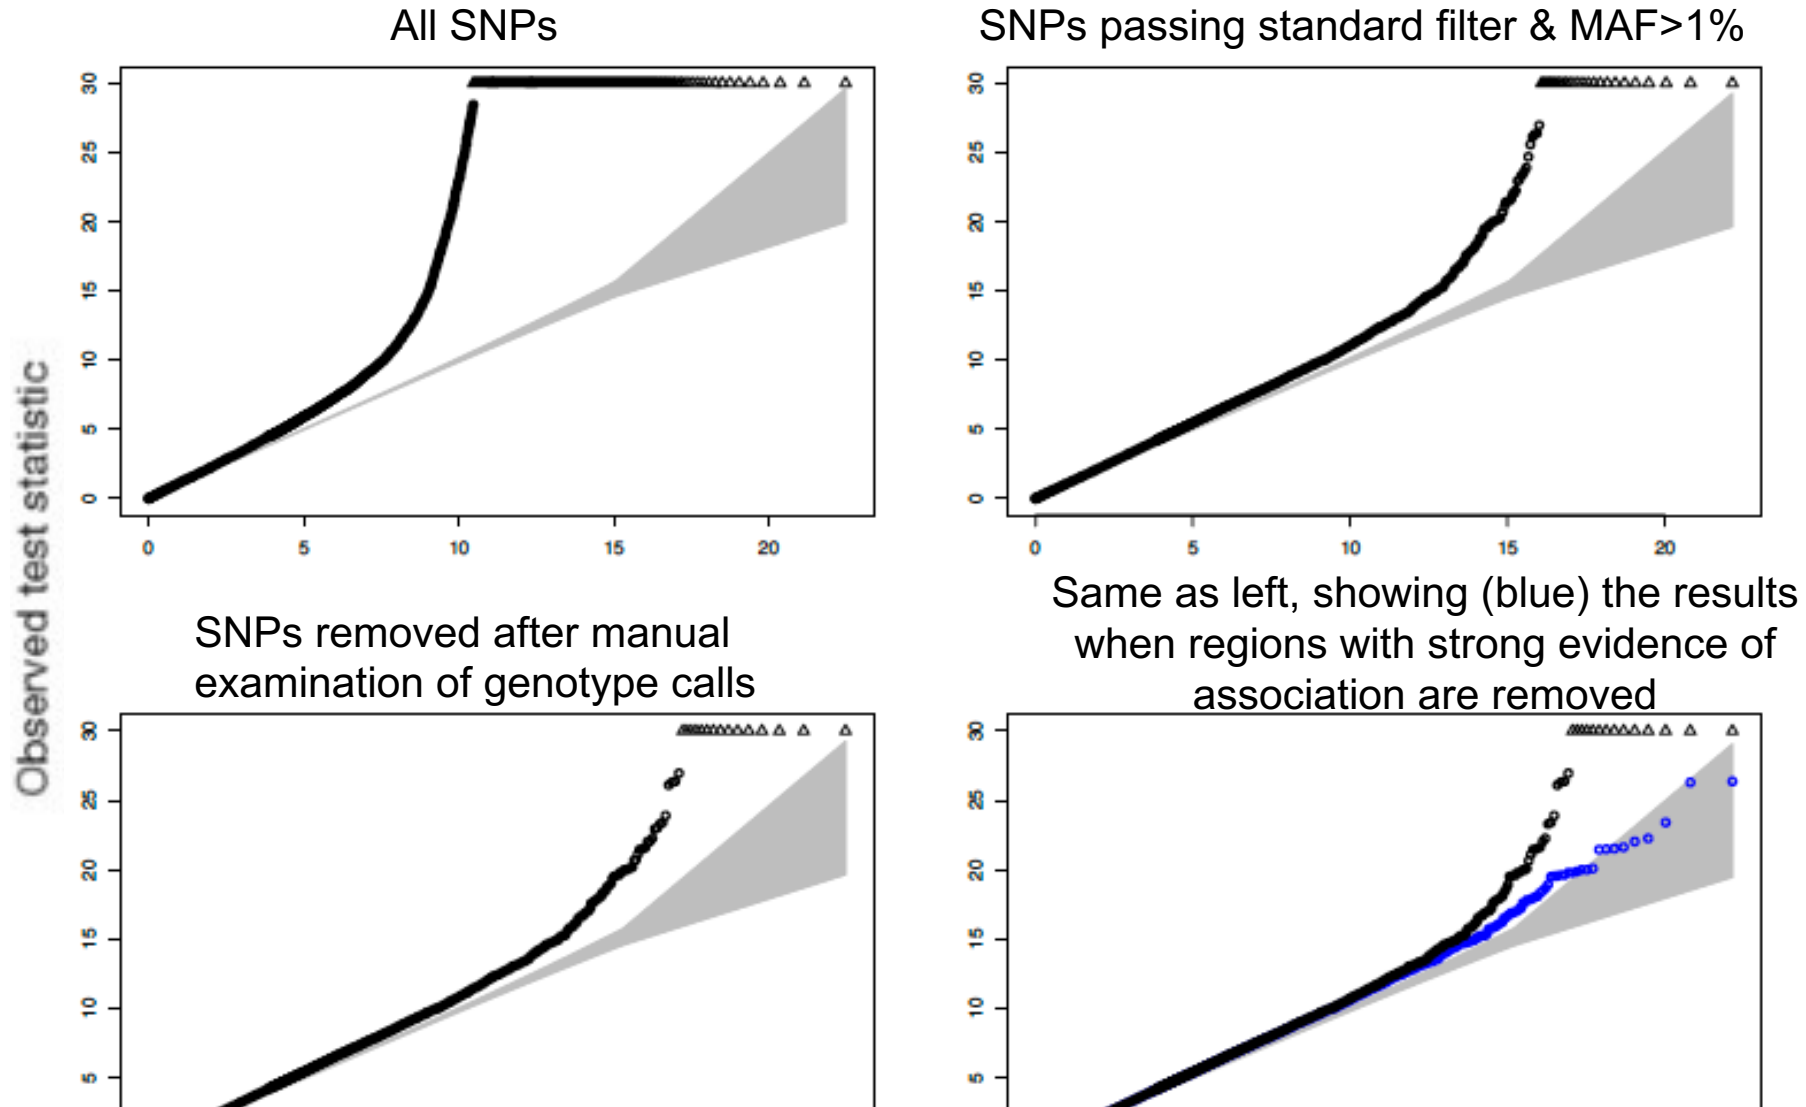 All SNPs
SNPs passing standard filter & MAF>1%
30
25
20
15
10
5
0
0 5 10 15 20
30
25
20
15
10
5
0
0 5 10 15 20
Observed test statistic
SNPs removed after manual
examination of genotype calls
Same as left, showing (blue) the results
when regions with strong evidence of
association are removed
30
25
20
15
10
5
30
25
20
15
10
5